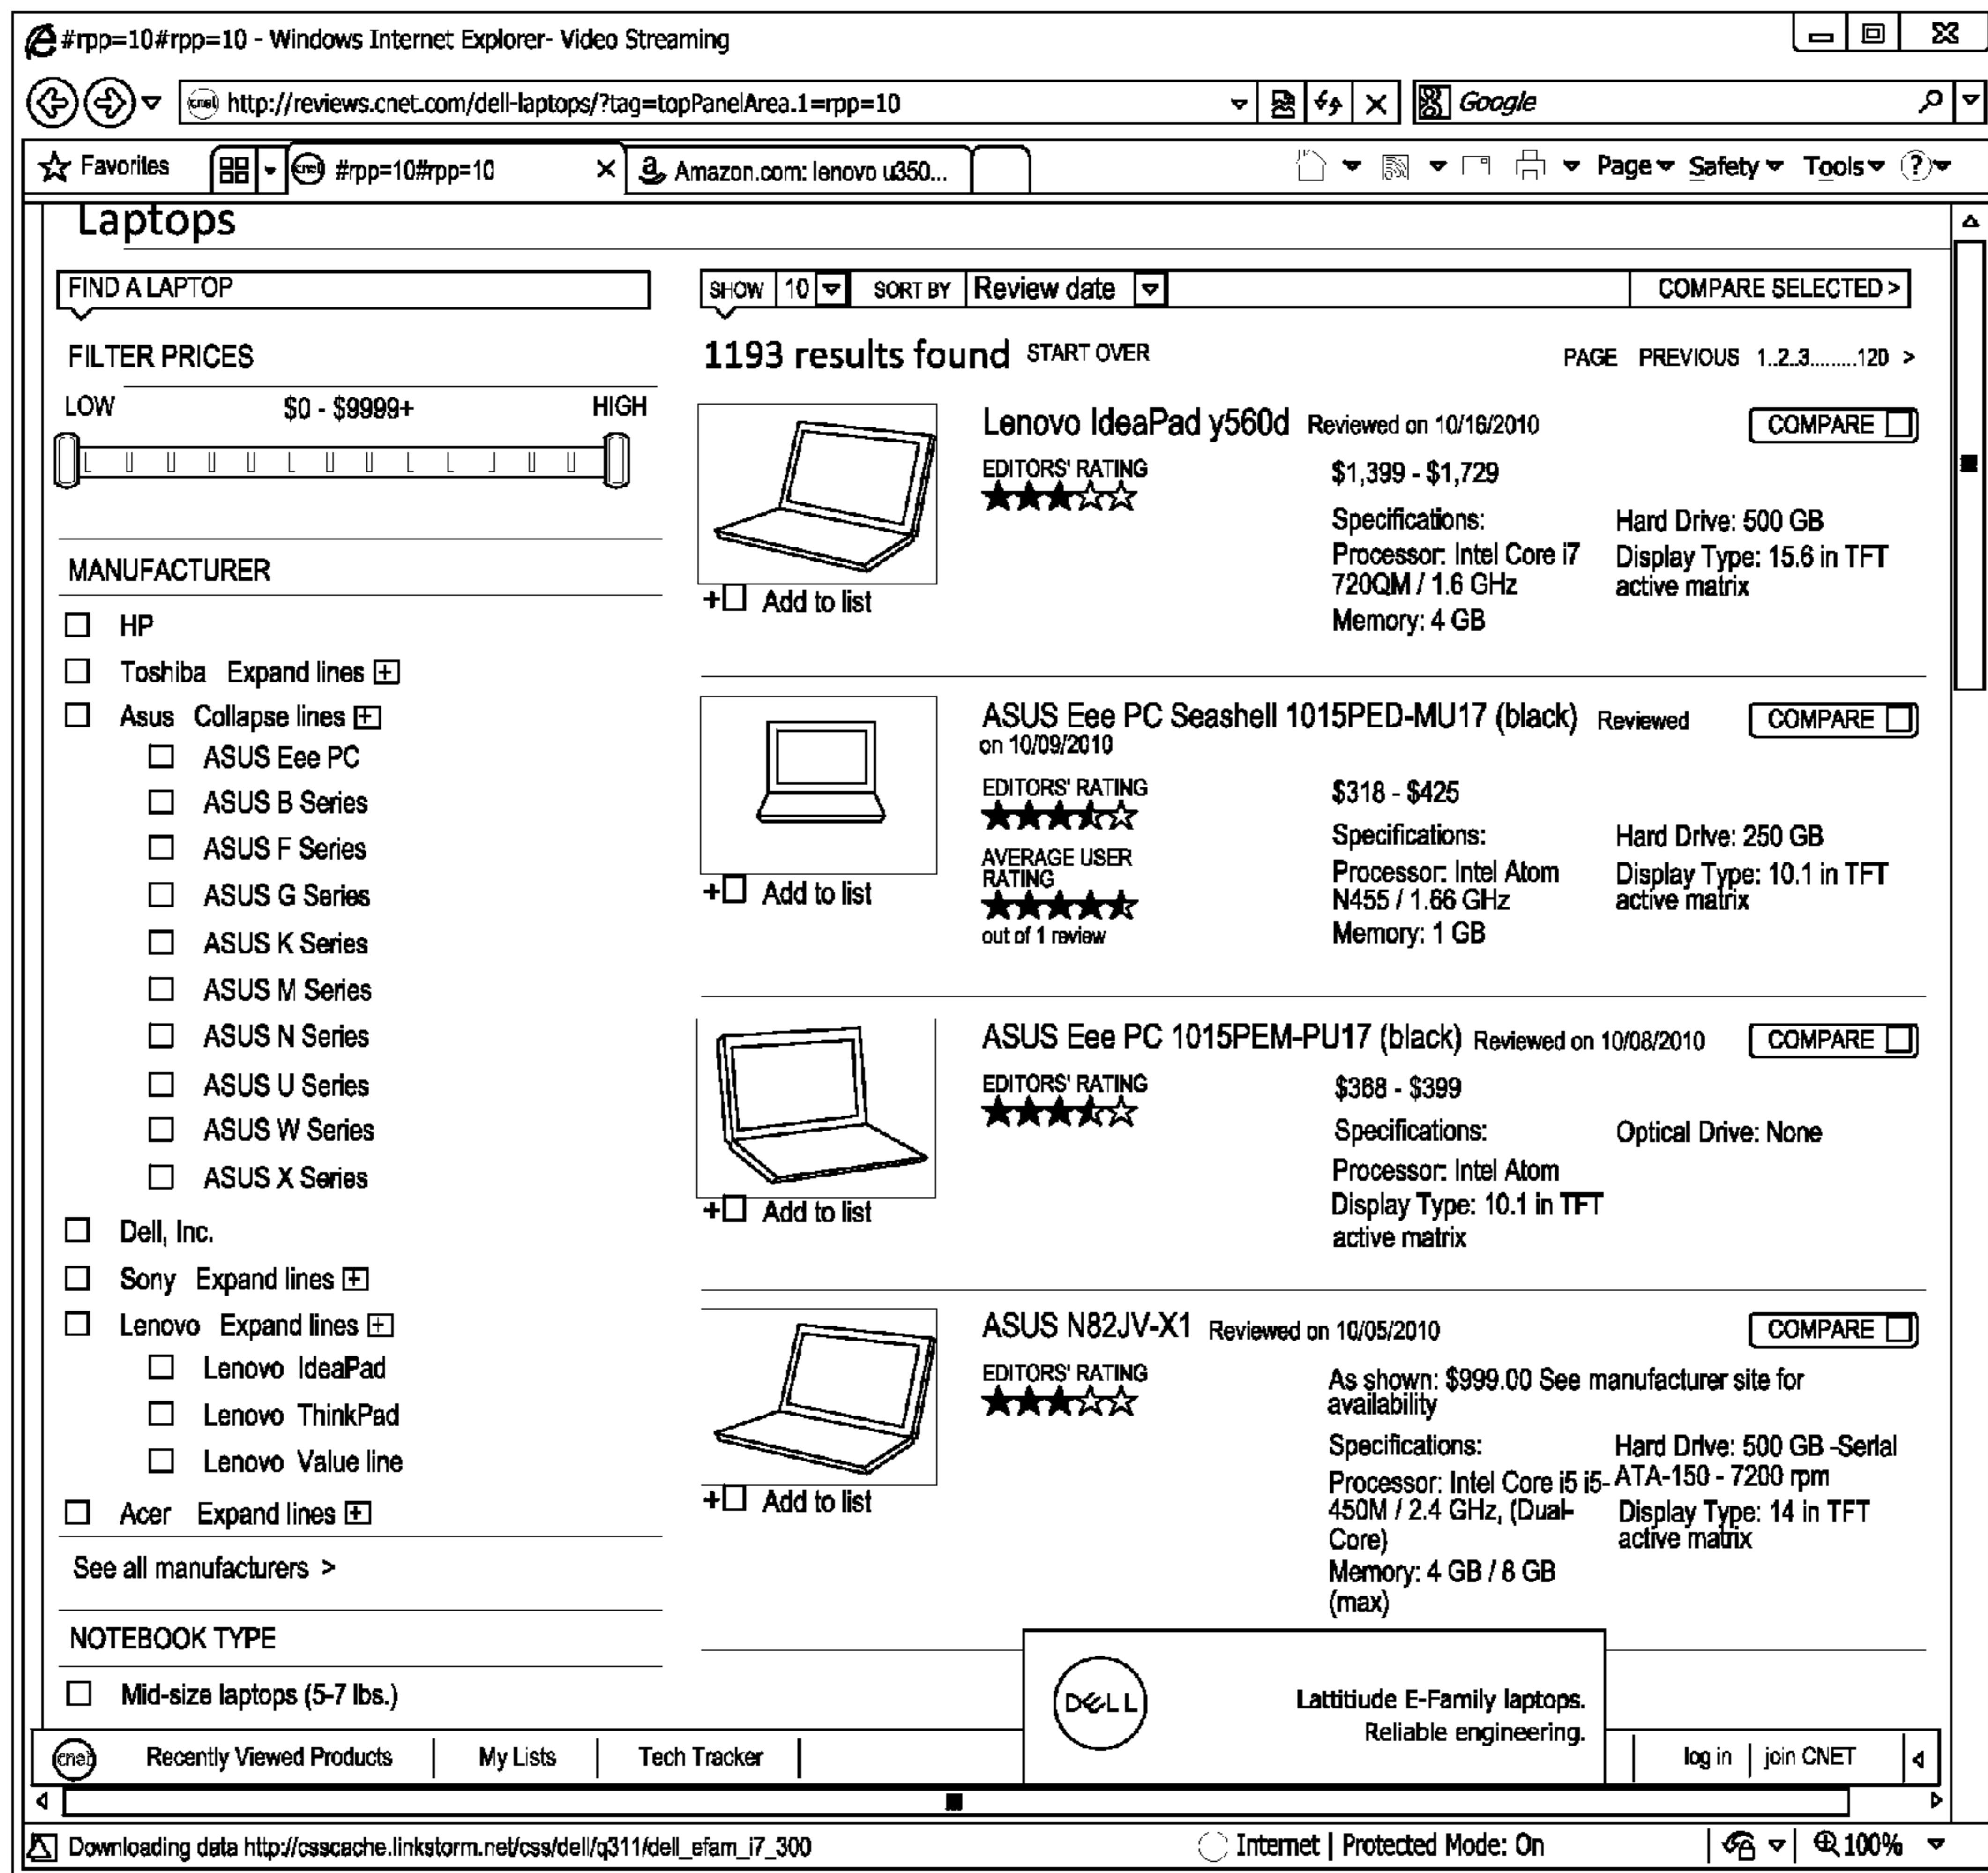 #rpp=10#rpp=10 - Windows Internet Explorer- Video Streaming
cnet http://reviews.cnet.com/dell-laptops/?tag=topPanelArea.1=rpp=10
Google
Favorites
cnet #rpp=10#rpp=10
a Amazon.com: lenovo u350...
Page Safety Tools ?
Laptops
FIND A LAPTOP
FILTER PRICES
LOW $0 - $9999+ HIGH
MANUFACTURER
HP
Toshiba Expand lines +
Asus Collapse lines +
ASUS Eee PC
ASUS B Series
ASUS F Series
ASUS G Series
ASUS K Series
ASUS M Series
ASUS N Series
ASUS U Series
ASUS W Series
ASUS X Series
Dell, Inc.
Sony Expand lines +
Lenovo Expand lines +
Lenovo IdeaPad
Lenovo ThinkPad
Lenovo Value line
Acer Expand lines +
See all manufacturers >
NOTEBOOK TYPE
Mid-size laptops (5-7 lbs.)
SHOW 10 SORT BY Review date COMPARE SELECTED >
1193 results found START OVER PAGE PREVIOUS 1..2..3.........120 >
Lenovo IdeaPad y560d Reviewed on 10/16/2010 COMPARE
EDITORS' RATING
$1,399 - $1,729
Specifications:
Processor: Intel Core i7
720QM / 1.6 GHz
Memory: 4 GB
Hard Drive: 500 GB
Display Type: 15.6 in TFT
active matrix
+ Add to list
ASUS Eee PC Seashell 1015PED-MU17 (black) Reviewed COMPARE
on 10/09/2010
EDITORS' RATING
AVERAGE USER
RATING
out of 1 review
$318 - $425
Specifications:
Processor: Intel Atom
N455 / 1.66 GHz
Memory: 1 GB
Hard Drive: 250 GB
Display Type: 10.1 in TFT
active matrix
+ Add to list
ASUS Eee PC 1015PEM-PU17 (black) Reviewed on 10/08/2010 COMPARE
EDITORS' RATING
$368 - $399
Specifications:
Processor: Intel Atom
Display Type: 10.1 in TFT
active matrix
Optical Drive: None
+ Add to list
ASUS N82JV-X1 Reviewed on 10/05/2010 COMPARE
EDITORS' RATING
As shown: $999.00 See manufacturer site for
availability
Specifications:
Processor: Intel Core i5 i5-
450M / 2.4 GHz, (Dual-
Core)
Memory: 4 GB / 8 GB
(max)
Hard Drive: 500 GB -Serial
ATA-150 - 7200 rpm
Display Type: 14 in TFT
active matrix
+ Add to list
DELL
Lattitiude E-Family laptops.
Reliable engineering.
cnet Recently Viewed Products My Lists Tech Tracker
log in | join CNET
Downloading data http://csscache.linkstorm.net/css/dell/q311/dell_efam_i7_300
Internet | Protected Mode: On
100%